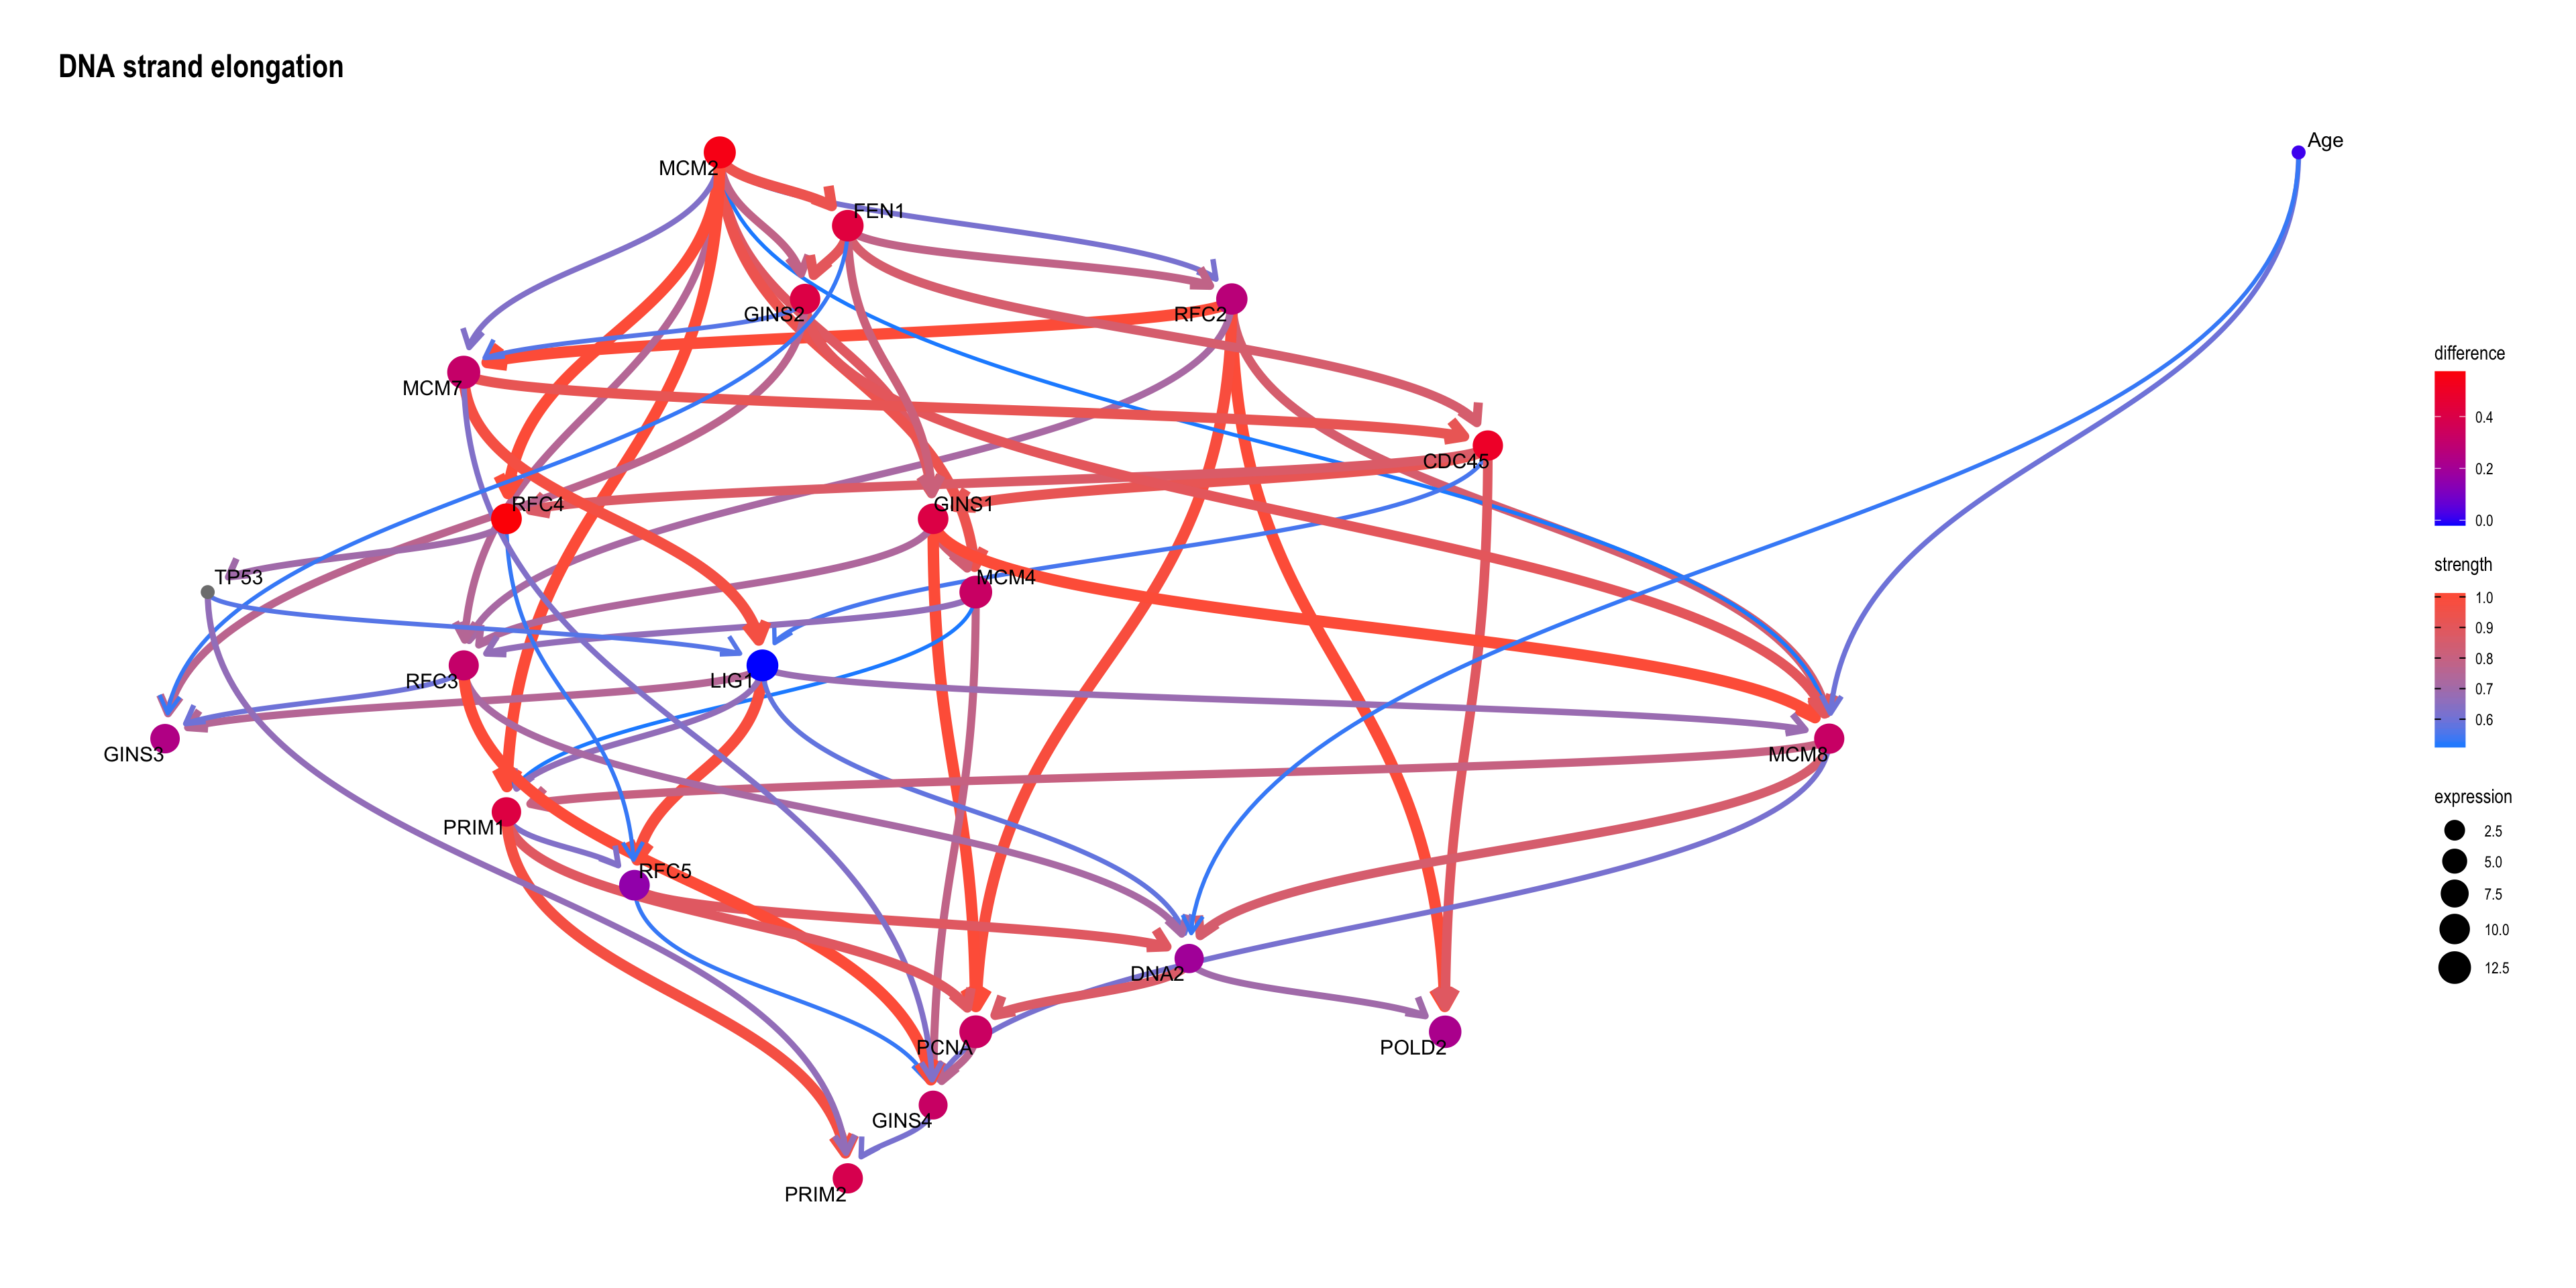 DNA strand elongation
Age
MCM2
FEN1
GINS2
RFC2
MCM7
CDC45
RFC4
GINS1
TP53
MCM4
RFC3
LIG1
GINS3
MCM8
PRIM1
RFC5
DNA2
PCNA
POLD2
GINS4
PRIM2
difference
0.4
0.2
0.0
strength
1.0
0.9
0.8
0.7
0.6
expression
2.5
5.0
7.5
10.0
12.5